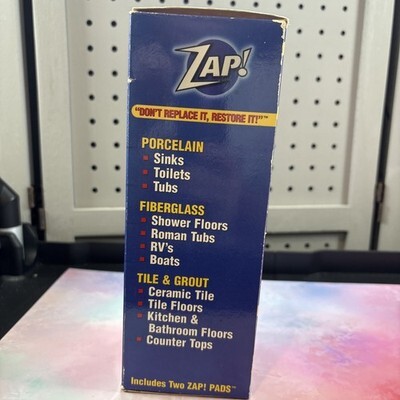 ZAP!
"DON'T REPLACE IT, RESTORE IT!"™
PORCELAIN
Sinks
Toilets
Tubs
FIBERGLASS
Shower Floors
Roman Tubs
RV's
Boats
TILE & GROUT
Ceramic Tile
Tile Floors
Kitchen &
Bathroom Floors
Counter Tops
Includes Two ZAP! PADS™